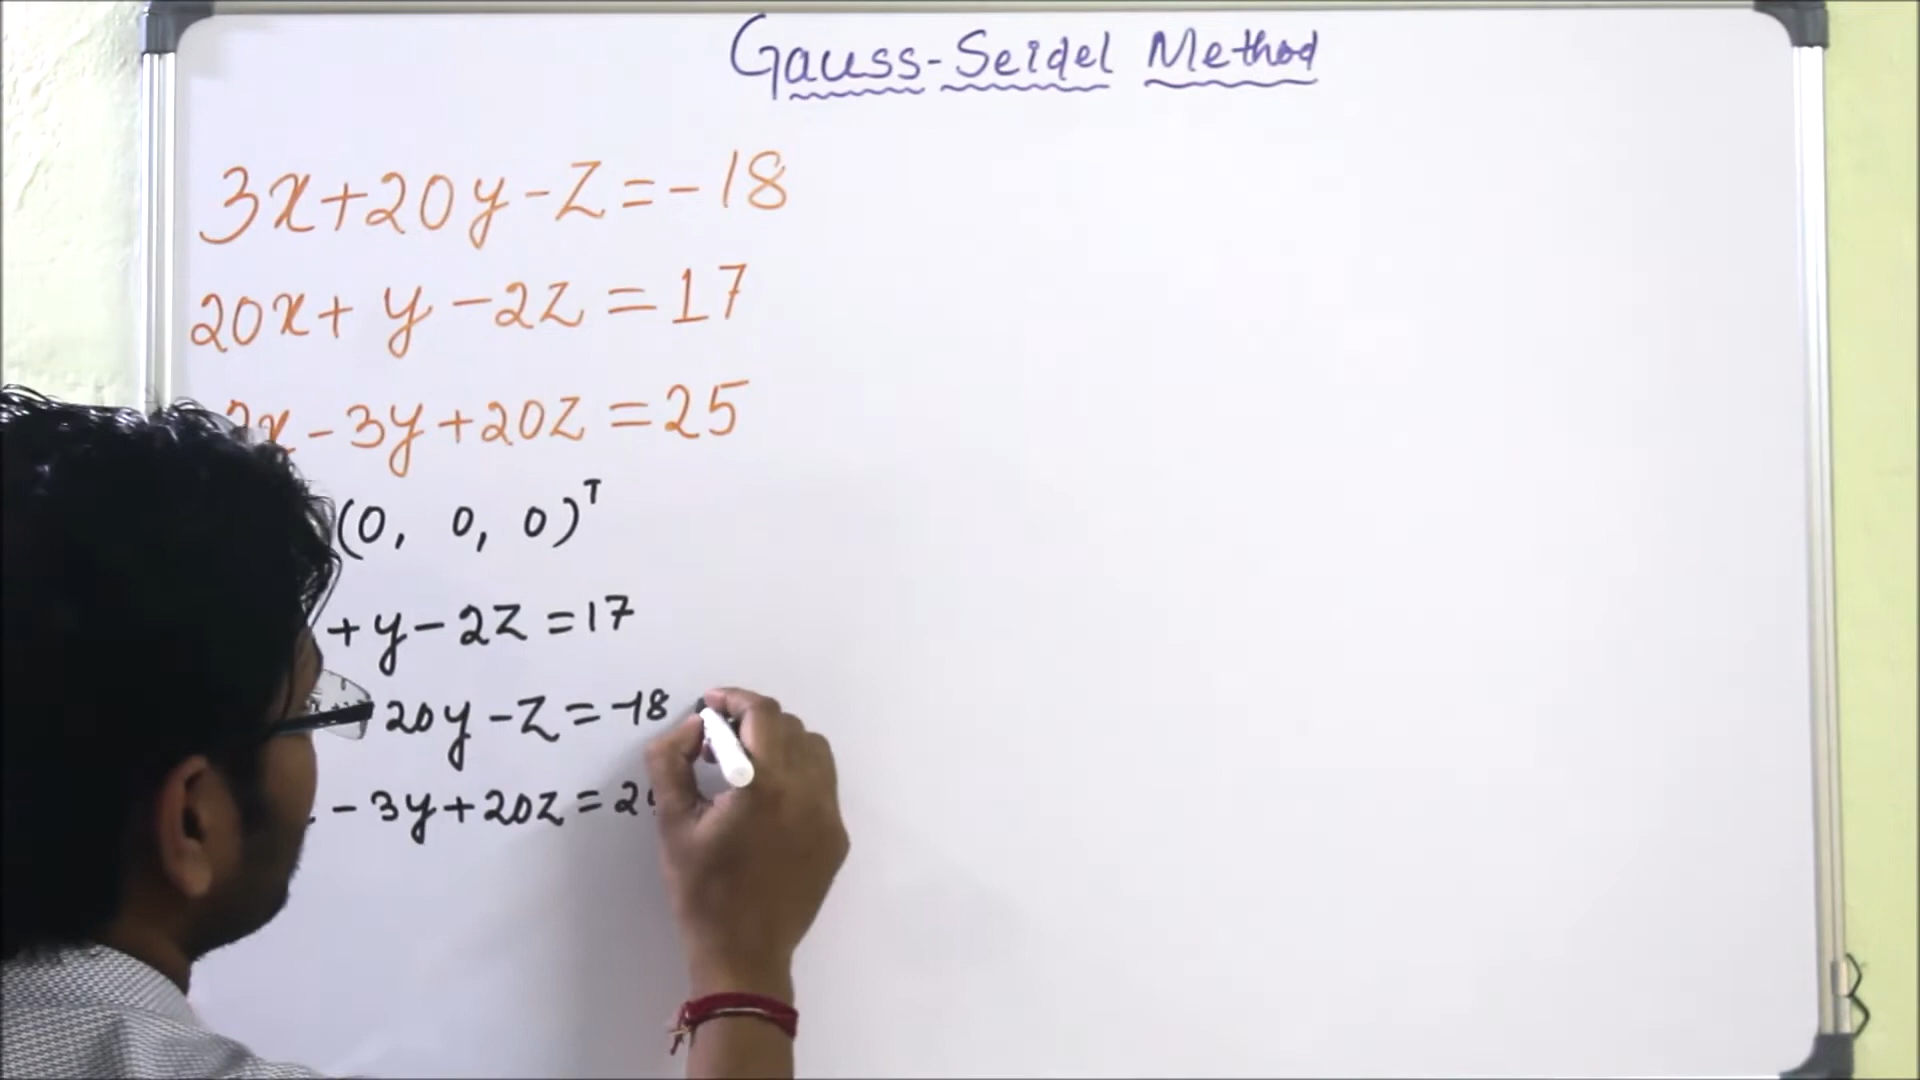 Gauss-Seidel Method
3x+20y-z=-18
20x+ y -2z =17
2x-3y+20z =25
(0, 0, 0)ᵀ
+y-2z =17
20y-z=-18
-3y+20z=2